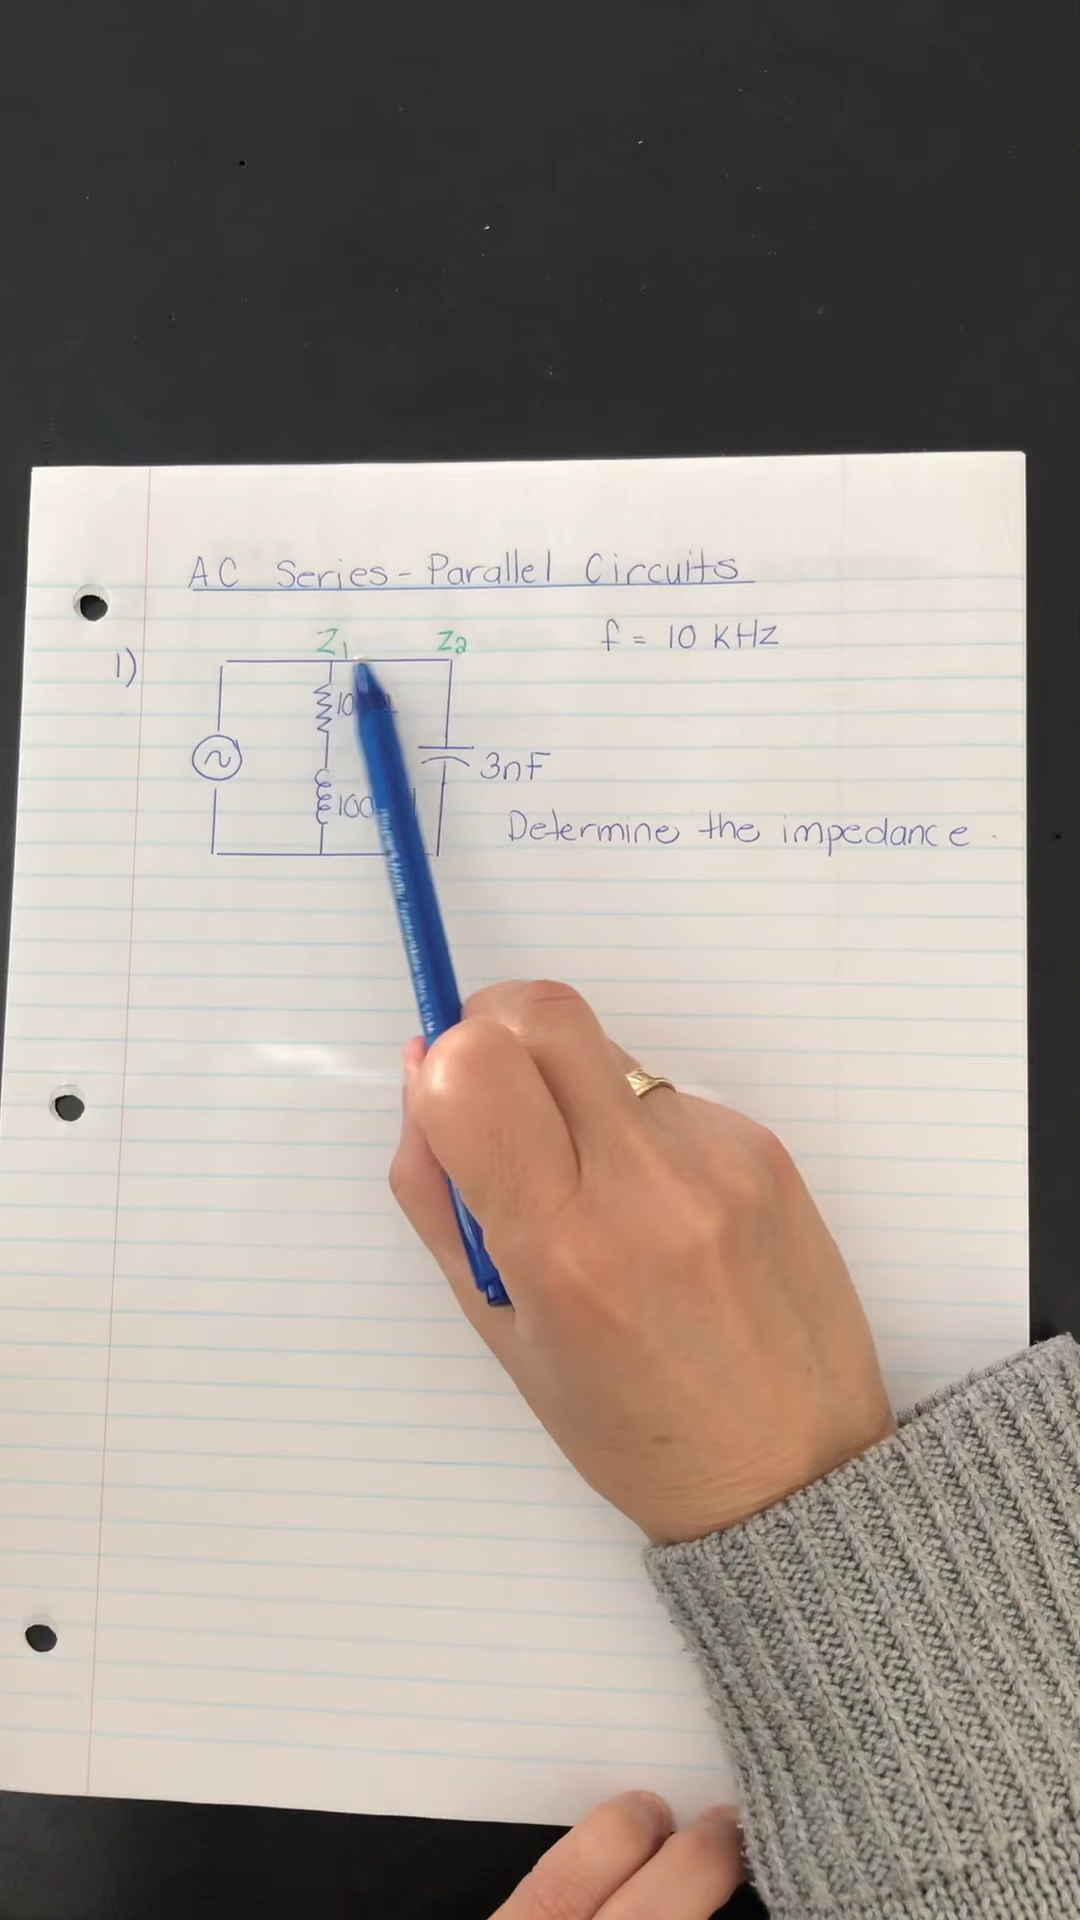 AC Series-Parallel Circuits
Z1 Z2 f = 10 KHz
1)
3nF
Determine the impedance.